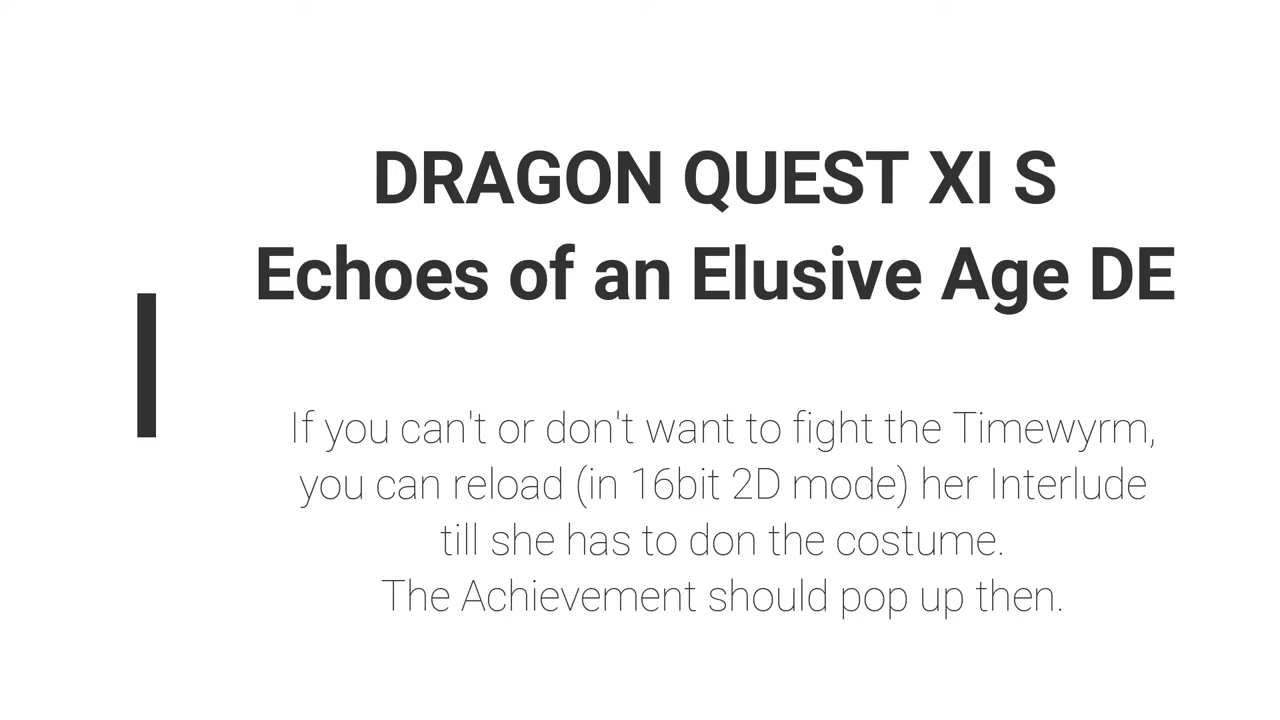 DRAGON QUEST XI S
Echoes of an Elusive Age DE
If you can't or don't want to fight the Timewyrm,
you can reload (in 16bit 2D mode) her Interlude
till she has to don the costume.
The Achievement should pop up then.